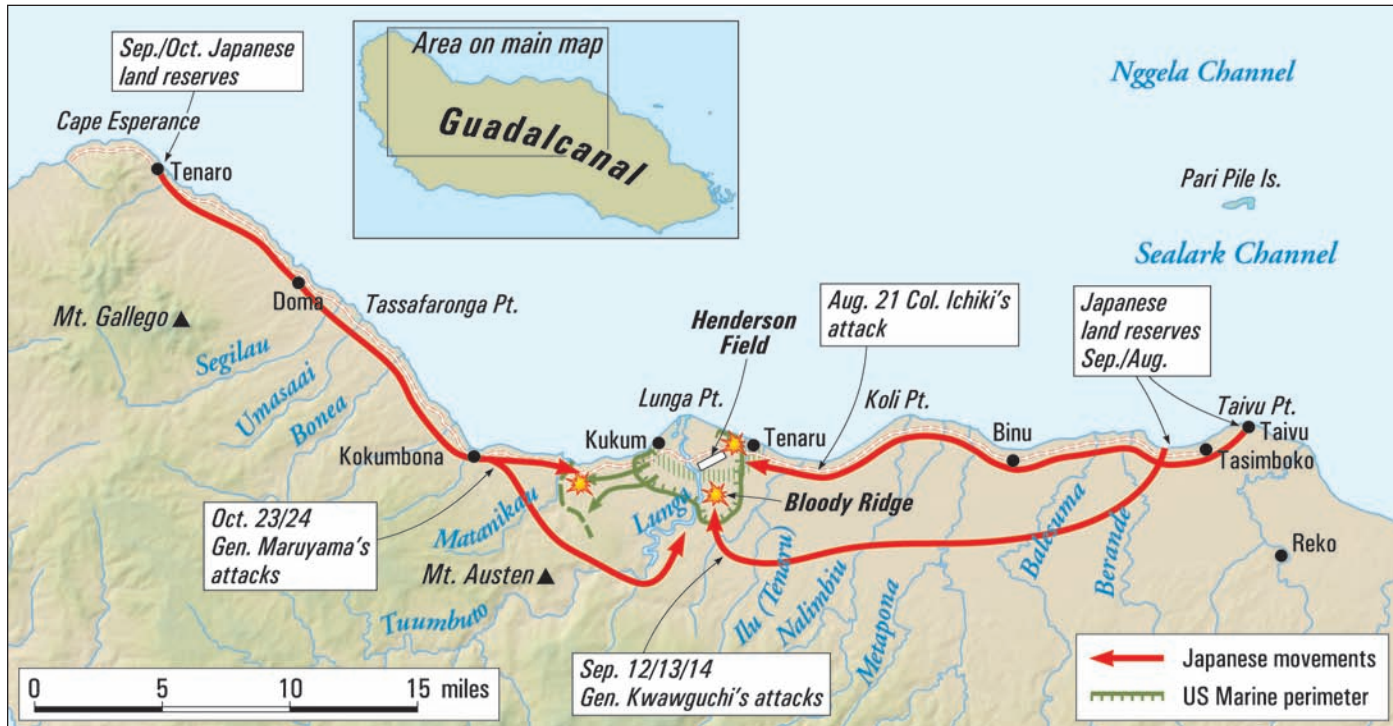 Sep./Oct. Japanese
land reserves
Area on main map
Guadalcanal
Nggela Channel
Pari Pile Is.
Sealark Channel
Cape Esperance
Tenaro
Doma
Mt. Gallego
Tassafaronga Pt.
Segilau
Umasaai
Bonea
Kokumbona
Henderson
Field
Aug. 21 Col. Ichiki's
attack
Japanese
land reserves
Sep./Aug.
Lunga Pt.
Koli Pt.
Taivu Pt.
Kukum
Tenaru
Binu
Taivu
Tasimboko
Bloody Ridge
Oct. 23/24
Gen. Maruyama's
attacks
Matanikau
Lunga
Mt. Austen
Tuumbuto
Ilu (Tenaru)
Nalimbiu
Metapona
Balesuma
Berande
Reko
Sep. 12/13/14
Gen. Kwawguchi's attacks
0 5 10 15 miles
Japanese movements
US Marine perimeter